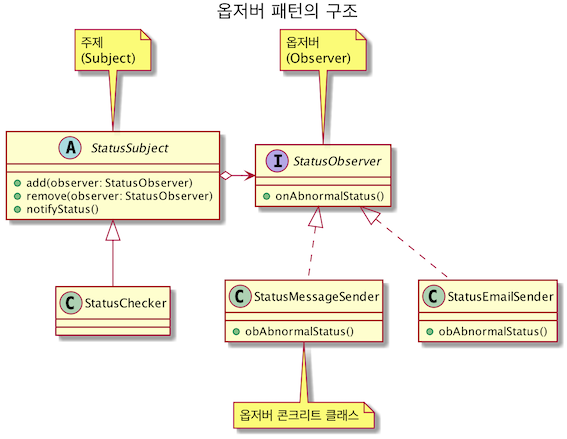 옵저버 패턴의 구조
주제
(Subject)
옵저버
(Observer)
A StatusSubject
add(observer: StatusObserver)
remove(observer: StatusObserver)
notifyStatus()
I StatusObserver
onAbnormalStatus()
C StatusChecker
C StatusMessageSender
obAbnormalStatus()
C StatusEmailSender
obAbnormalStatus()
옵저버 콘크리트 클래스